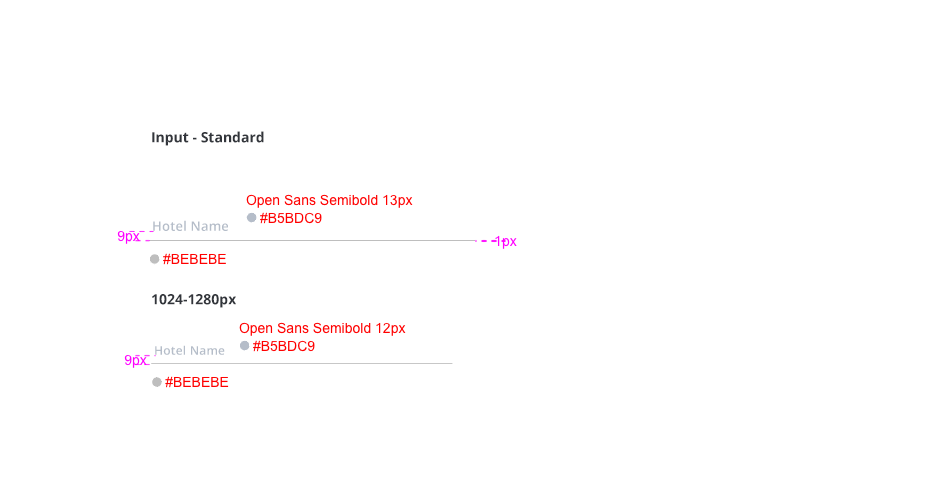 Input - Standard
Open Sans Semibold 13px
#B5BDC9
Hotel Name
9px
1px
#BEBEBE
1024-1280px
Open Sans Semibold 12px
#B5BDC9
Hotel Name
9px
#BEBEBE